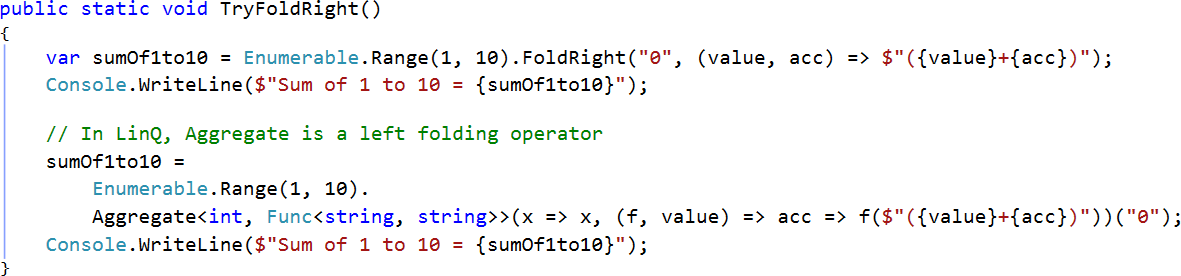 public static void TryFoldRight()
{
    var sumOf1to10 = Enumerable.Range(1, 10).FoldRight("0", (value, acc) => $"({value}+{acc})");
    Console.WriteLine($"Sum of 1 to 10 = {sumOf1to10}");

    // In LinQ, Aggregate is a left folding operator
    sumOf1to10 =
        Enumerable.Range(1, 10).
        Aggregate<int, Func<string, string>>(x => x, (f, value) => acc => f($"({value}+{acc})"))("0");
    Console.WriteLine($"Sum of 1 to 10 = {sumOf1to10}");
}